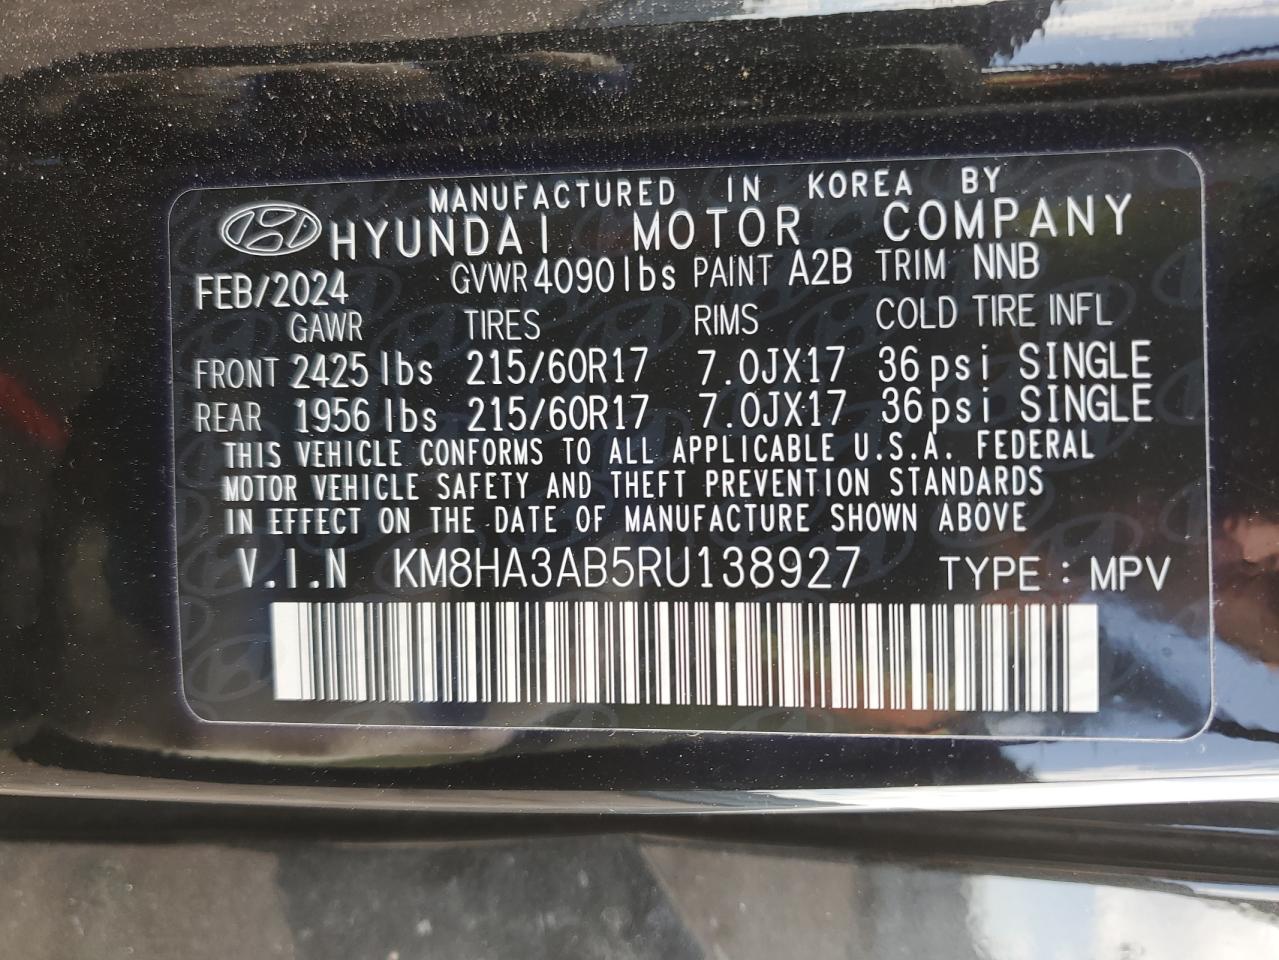 MANUFACTURED IN KOREA BY
HYUNDAI MOTOR COMPANY
FEB/2024 GVWR 4090lbs PAINT A2B TRIM NNB
GAWR TIRES RIMS COLD TIRE INFL
FRONT 2425 lbs 215/60R17 7.0JX17 36 psi SINGLE
REAR 1956 lbs 215/60R17 7.0JX17 36psi SINGLE
THIS VEHICLE CONFORMS TO ALL APPLICABLE U.S.A. FEDERAL
MOTOR VEHICLE SAFETY AND THEFT PREVENTION STANDARDS
IN EFFECT ON THE DATE OF MANUFACTURE SHOWN ABOVE
V.I.N KM8HA3AB5RU138927 TYPE : MPV